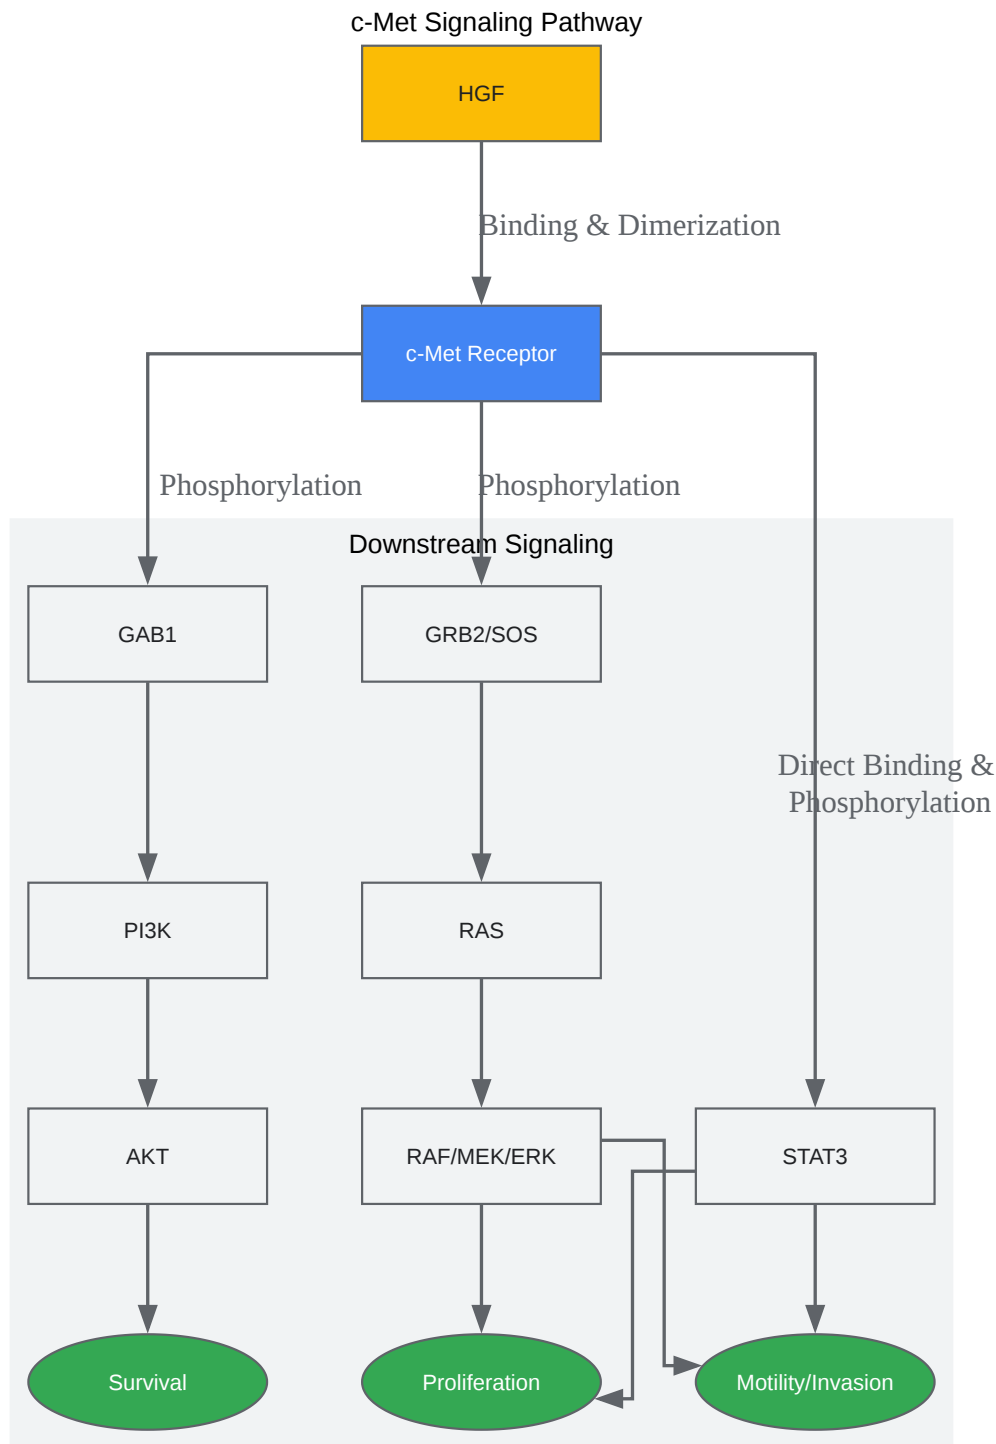 c-Met Signaling Pathway
HGF
Binding & Dimerization
c-Met Receptor
Phosphorylation
Phosphorylation
Downstream Signaling
GAB1
GRB2/SOS
Direct Binding &
Phosphorylation
PI3K
RAS
AKT
RAF/MEK/ERK
STAT3
Survival
Proliferation
Motility/Invasion